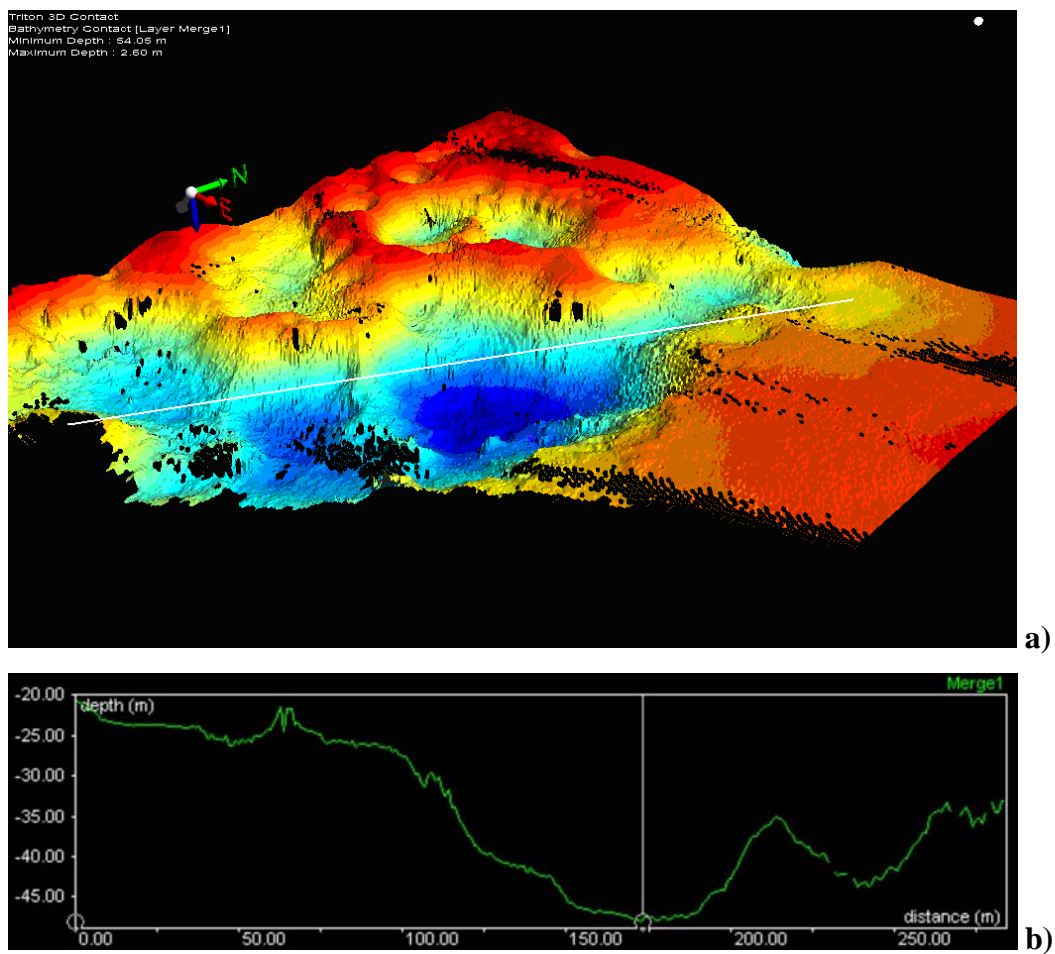 Triton 3D Contact
Bathymetry Contact [Layer Merge1]
Minimum Depth : 54.05 m
Maximum Depth : 2.60 m
N
E
a)
Merge1
depth (m)
-20.00
-25.00
-30.00
-35.00
-40.00
-45.00
distance (m)
0.00 50.00 100.00 150.00 200.00 250.00
b)